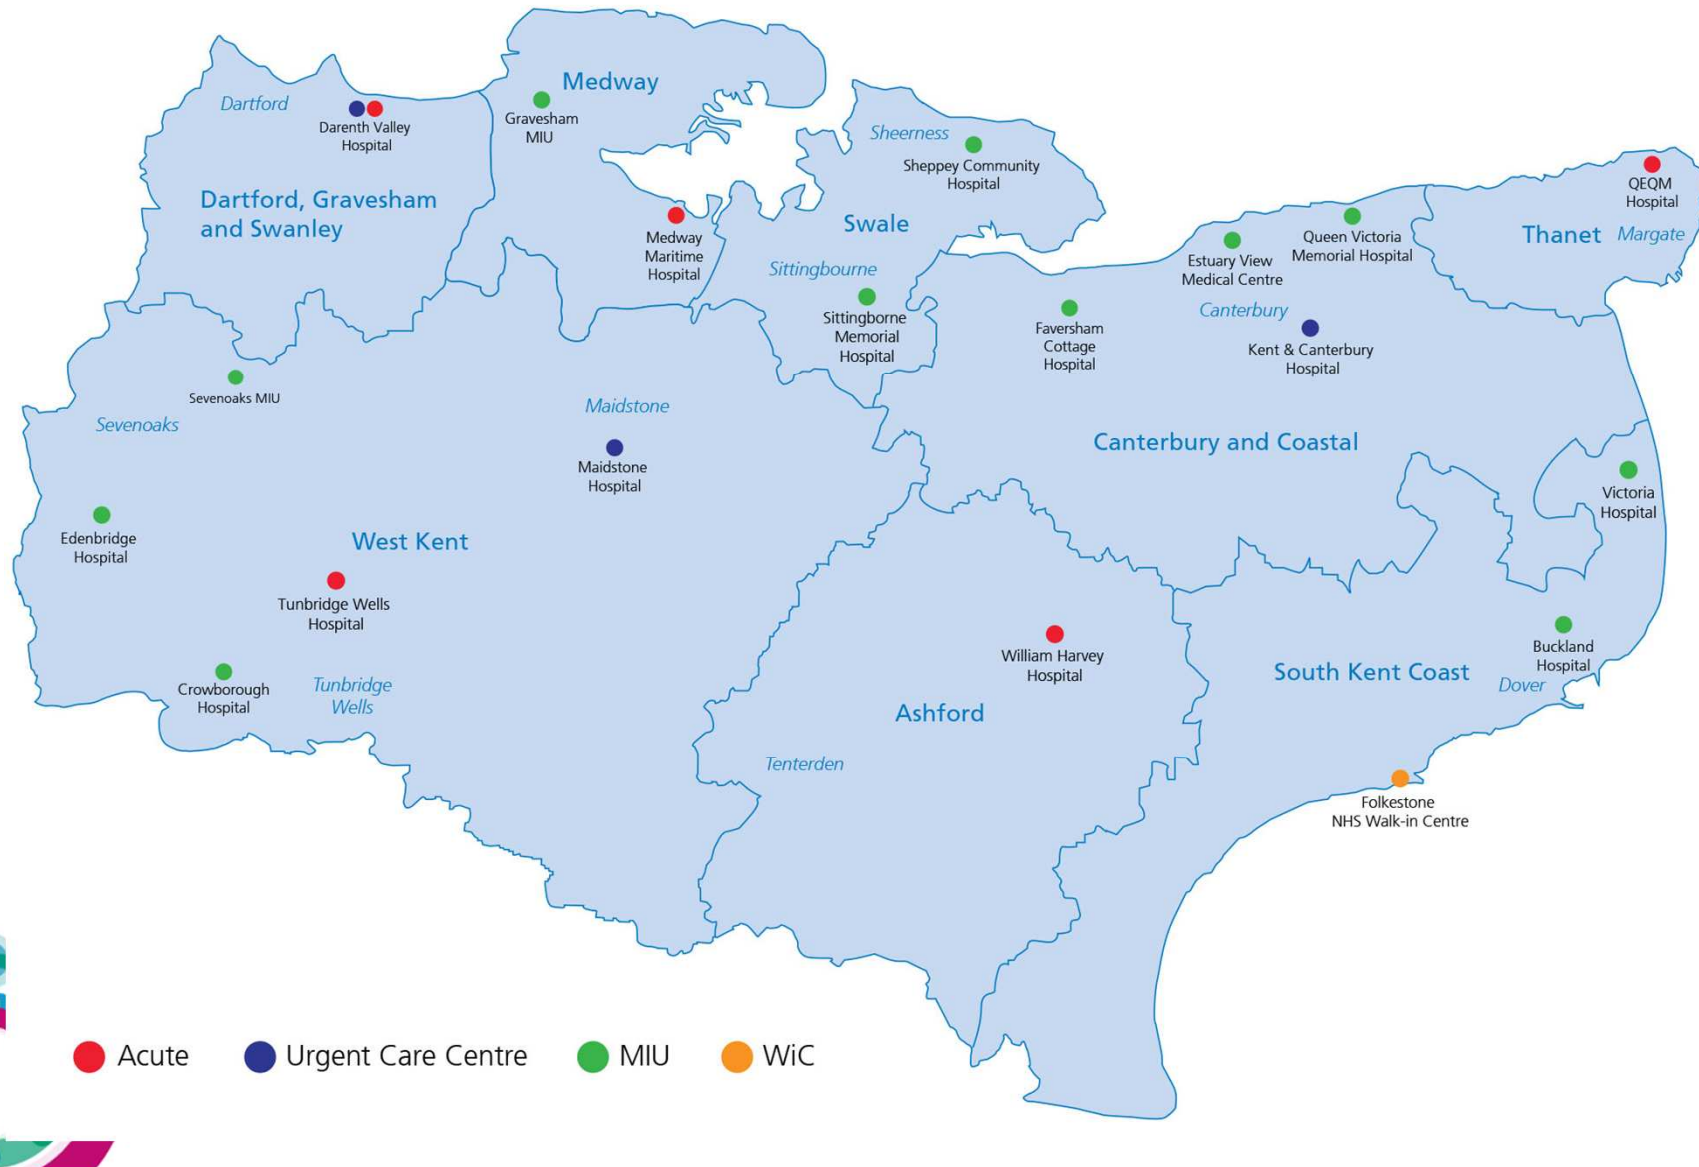 Medway
Dartford
Gravesham
MIU
Darenth Valley
Hospital
Sheerness
Sheppey Community
Hospital
QEQM
Hospital
Dartford, Gravesham
and Swanley
Swale
Thanet
Margate
Medway
Maritime
Hospital
Queen Victoria
Memorial Hospital
Estuary View
Medical Centre
Sittingbourne
Sittingborne
Memorial
Hospital
Faversham
Cottage
Hospital
Canterbury
Kent & Canterbury
Hospital
Sevenoaks MIU
Sevenoaks
Maidstone
Maidstone
Hospital
Canterbury and Coastal
Victoria
Hospital
Edenbridge
Hospital
West Kent
Tunbridge Wells
Hospital
William Harvey
Hospital
Buckland
Hospital
South Kent Coast
Dover
Crowborough
Hospital
Tunbridge
Wells
Ashford
Tenterden
Folkestone
NHS Walk-in Centre
Acute
Urgent Care Centre
MIU
WiC